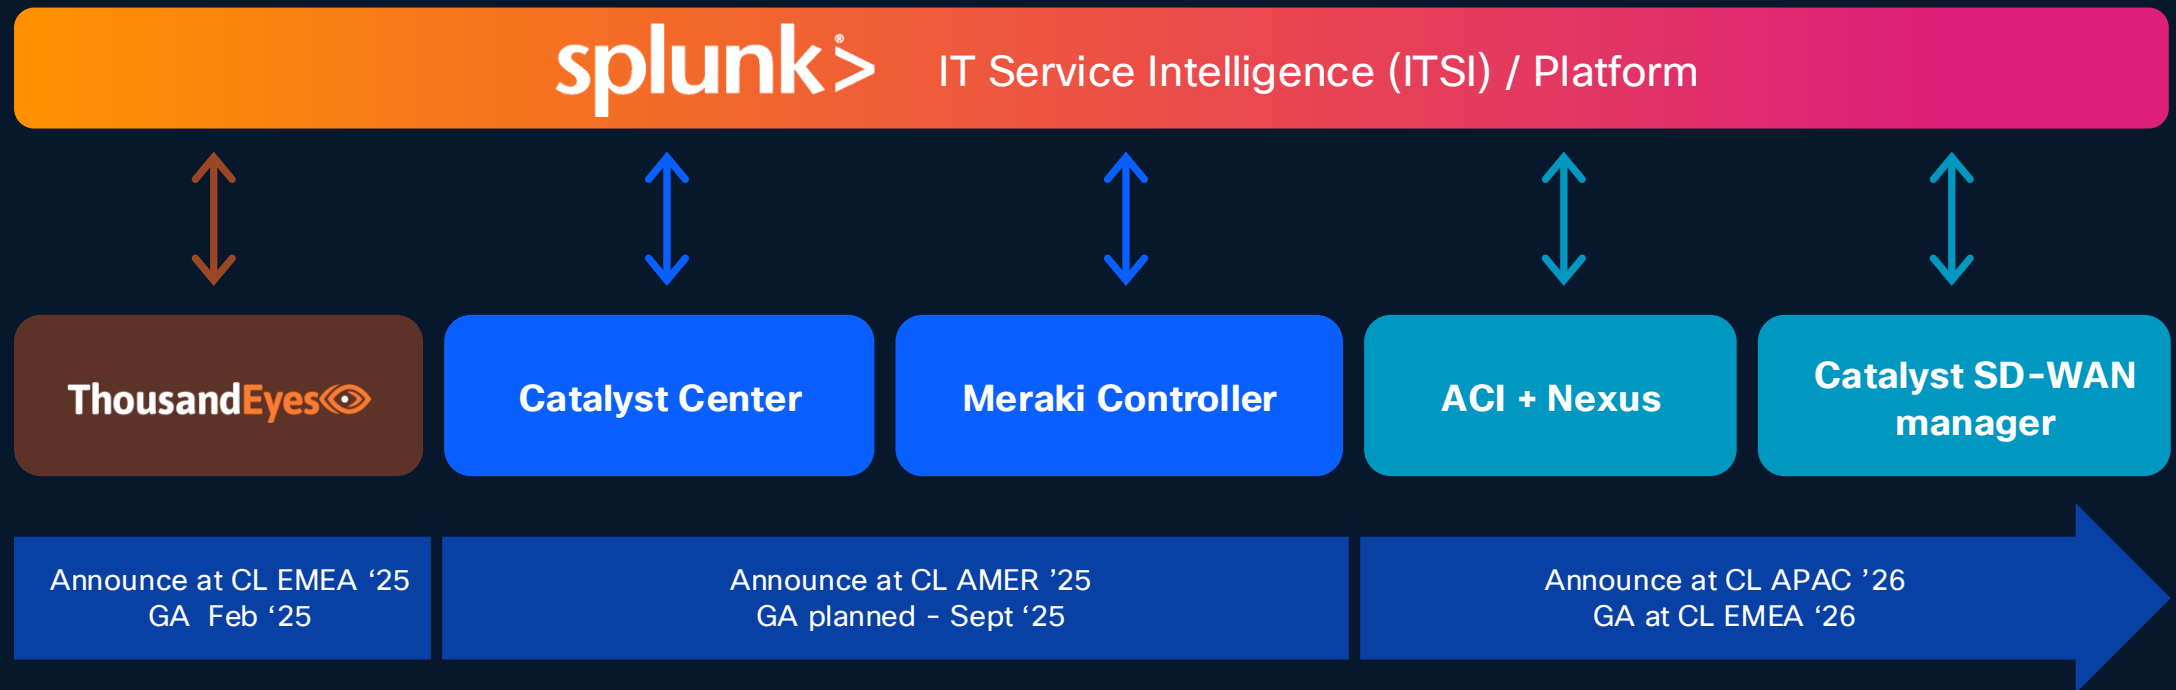 splunk>® IT Service Intelligence (ITSI) / Platform
ThousandEyes
Catalyst Center
Meraki Controller
ACI + Nexus
Catalyst SD-WAN
manager
Announce at CL EMEA ‘25
GA Feb ‘25
Announce at CL AMER ’25
GA planned - Sept ‘25
Announce at CL APAC ’26
GA at CL EMEA ‘26